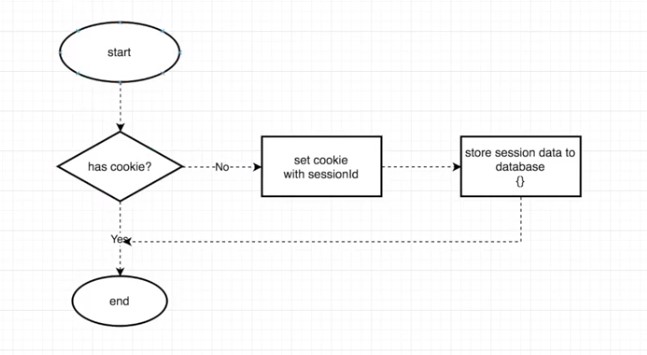 start
has cookie?
No
set cookie
with sessionId
store session data to
database
{}
Yes
end